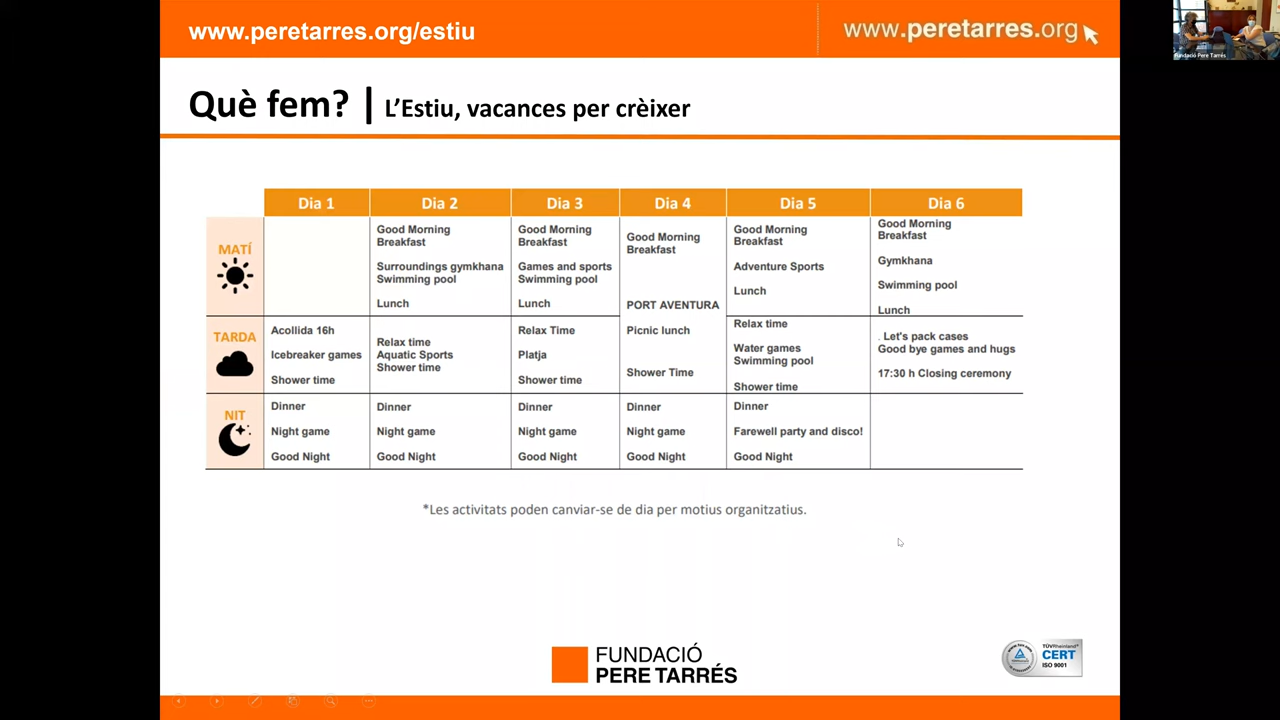 www.peretarres.org/estiu
www.peretarres.org
Fundació Pere Tarrés
Què fem? | L'Estiu, vacances per crèixer
Dia 1
Dia 2
Dia 3
Dia 4
Dia 5
Dia 6
MATÍ
Good Morning
Breakfast
Surroundings gymkhana
Swimming pool
Lunch
Good Morning
Breakfast
Games and sports
Swimming pool
Lunch
Good Morning
Breakfast
PORT AVENTURA
Good Morning
Breakfast
Adventure Sports
Lunch
Good Morning
Breakfast
Gymkhana
Swimming pool
Lunch
TARDA
Acollida 16h
Icebreaker games
Shower time
Relax time
Aquatic Sports
Shower time
Relax Time
Platja
Shower time
Picnic lunch
Shower Time
Relax time
Water games
Swimming pool
Shower time
. Let's pack cases
Good bye games and hugs
17:30 h Closing ceremony
NIT
Dinner
Night game
Good Night
Dinner
Night game
Good Night
Dinner
Night game
Good Night
Dinner
Night game
Good Night
Dinner
Farewell party and disco!
Good Night
*Les activitats poden canviar-se de dia per motius organitzatius.
FUNDACIÓ
PERE TARRÉS
TÜVRheinland
CERT
ISO 9001